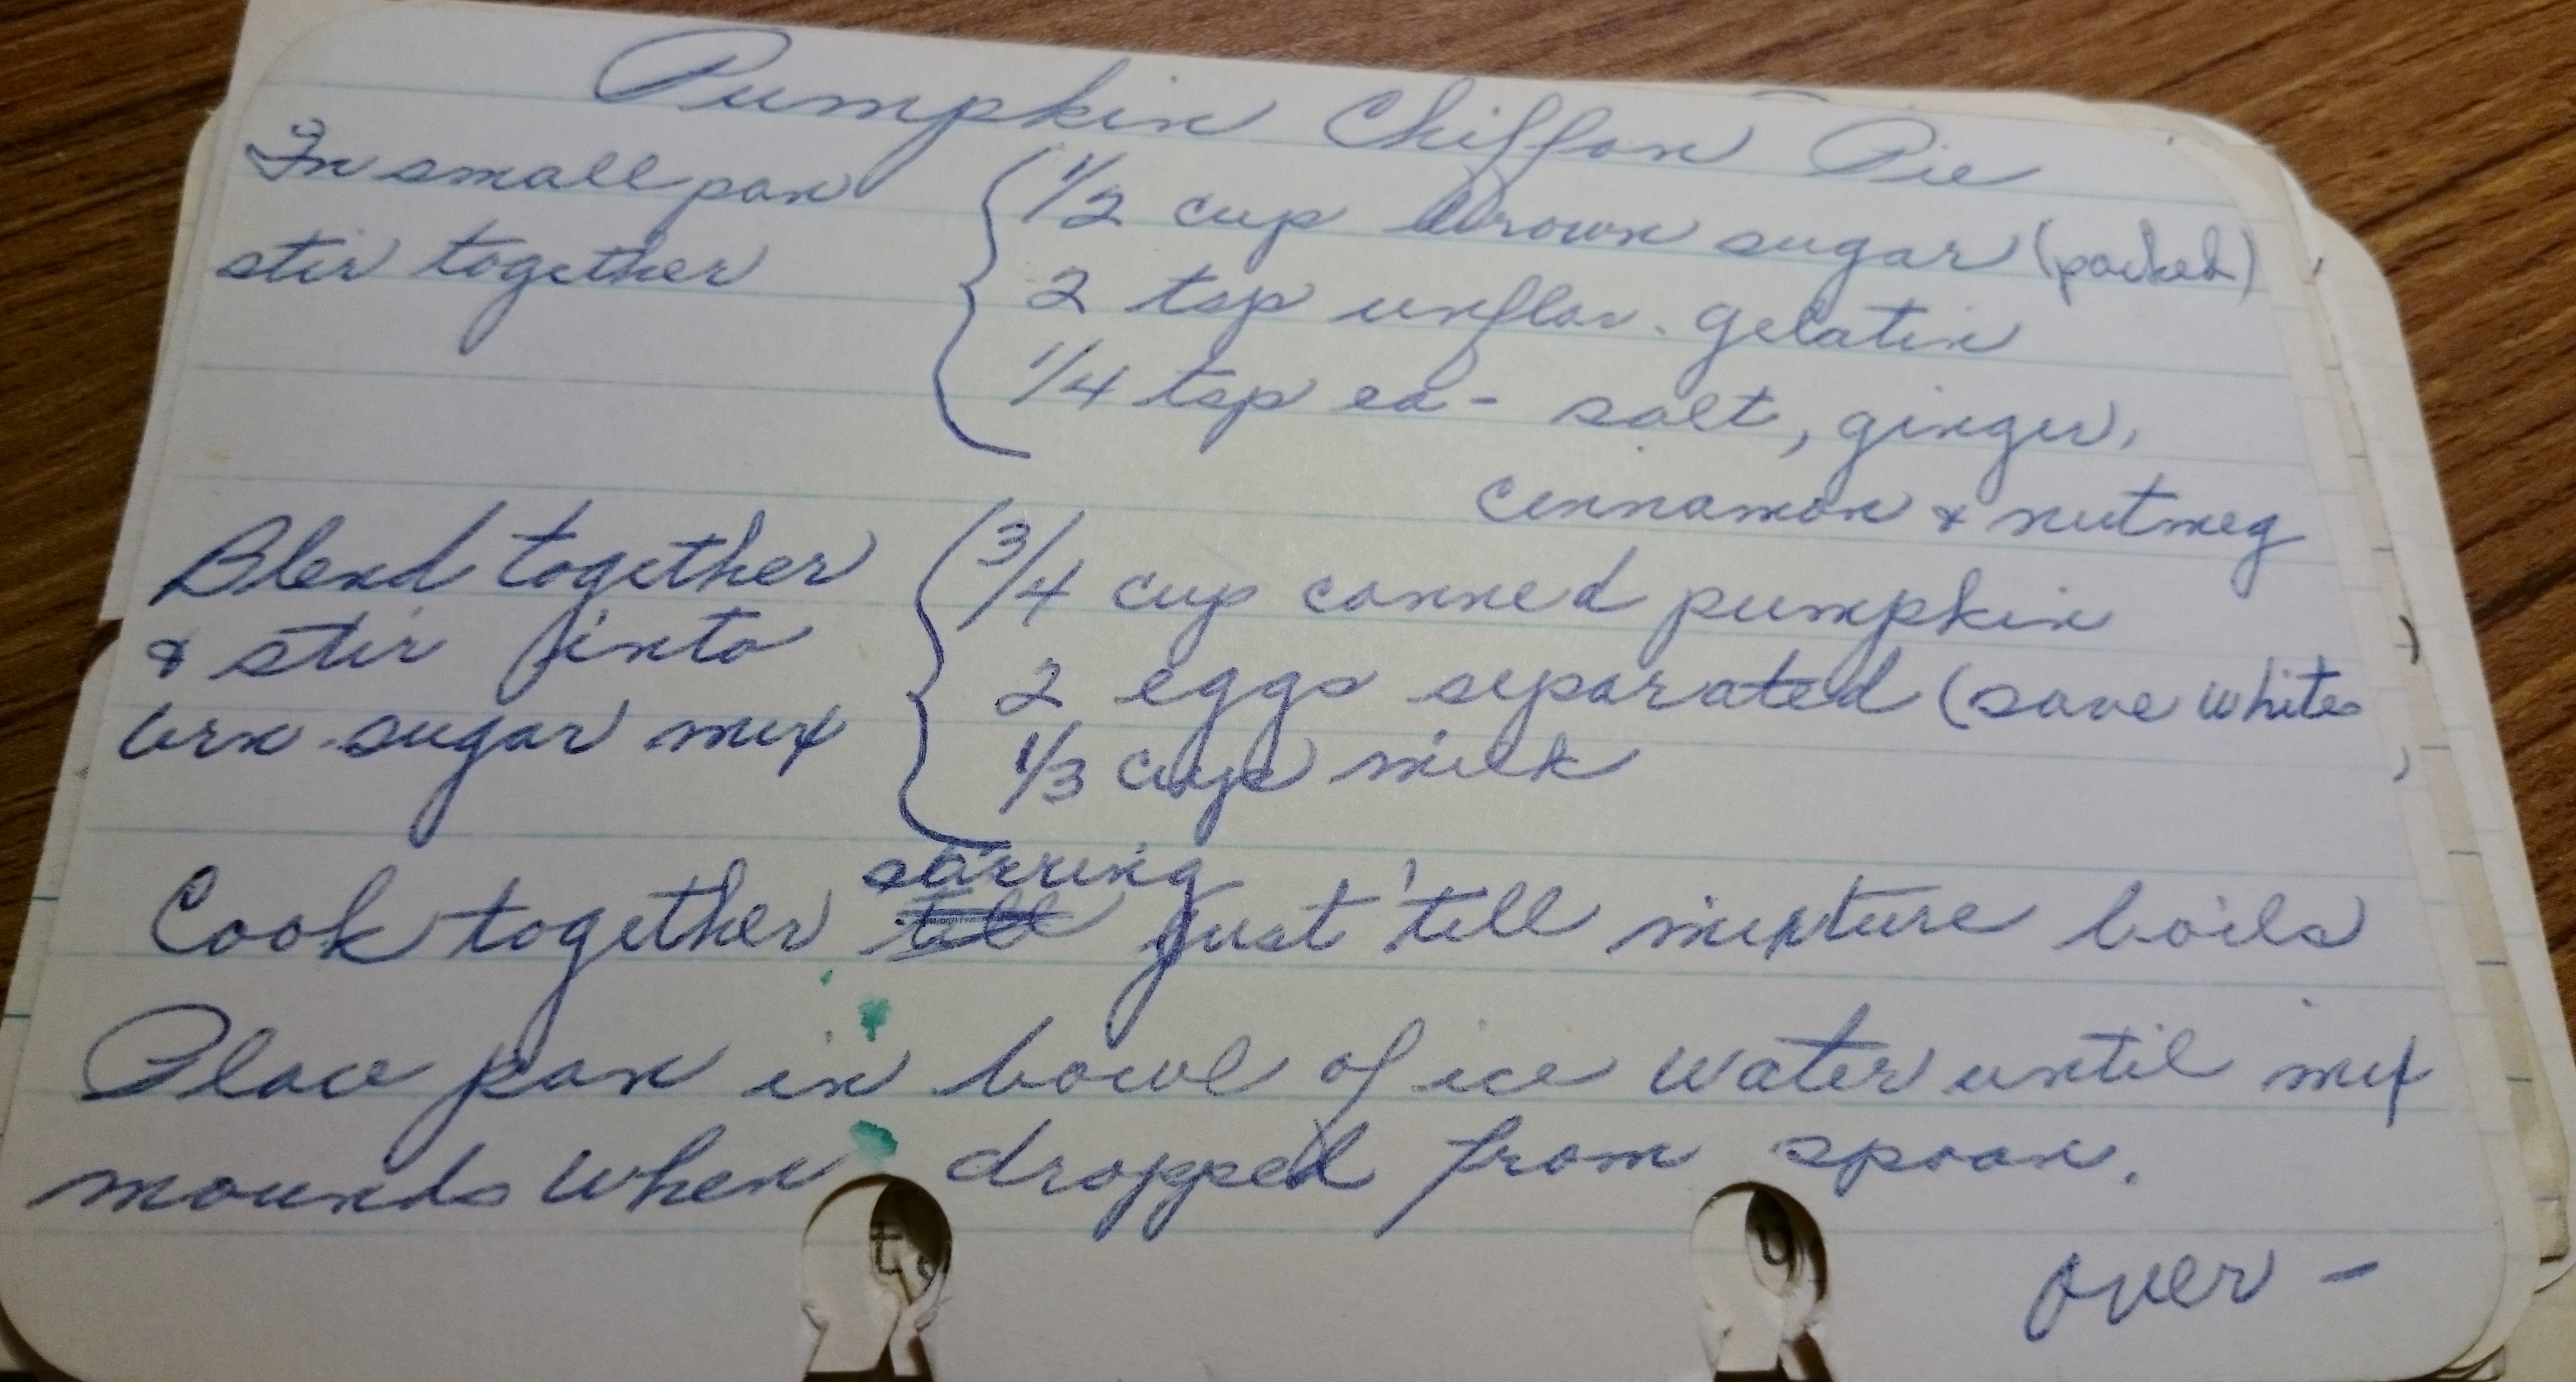 Pumpkin Chiffon Pie
In small pan
stir together
1/2 cup brown sugar (packed)
2 tsp unflav. gelatin
1/4 tsp ea - salt, ginger,
cinnamon & nutmeg
Blend together
& stir into
brn sugar mix
3/4 cup canned pumpkin
2 eggs separated (save whites
1/3 cup milk
Cook together stirring just 'till mixture boils
Place pan in bowl of ice water until mix
mounds when dropped from spoon.
over -